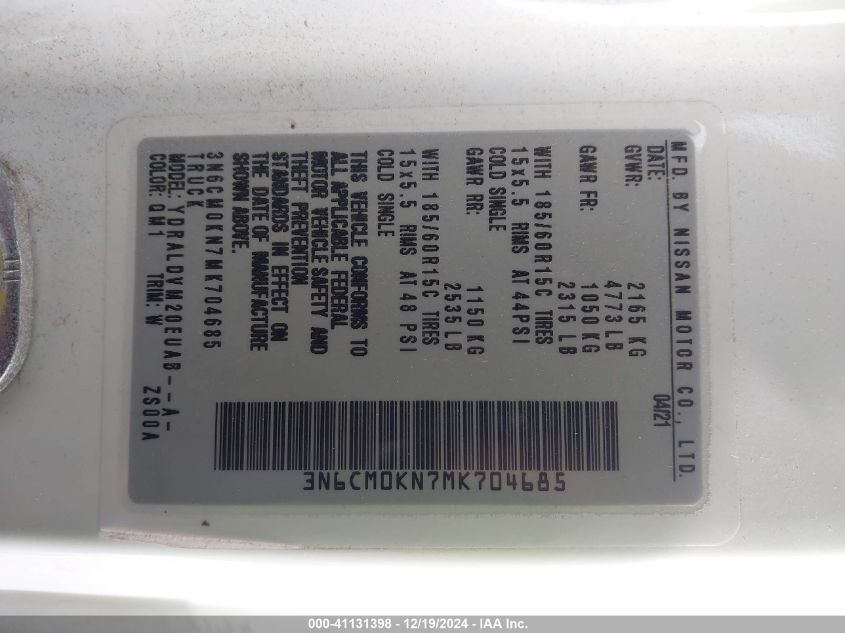 MFD. BY NISSAN MOTOR CO., LTD.
DATE: 04/21
GVWR: 2165 KG
4773 LB
GAWR FR: 1050 KG
2315 LB
WITH 185/60R15C TIRES
15x5.5 RIMS AT 44PSI
COLD SINGLE
GAWR RR: 1150 KG
2535 LB
WITH 185/60R15C TIRES
15x5.5 RIMS AT 48 PSI
COLD SINGLE
THIS VEHICLE CONFORMS TO
ALL APPLICABLE FEDERAL
MOTOR VEHICLE SAFETY AND
THEFT PREVENTION
STANDARDS IN EFFECT ON
THE DATE OF MANUFACTURE
SHOWN ABOVE.
3N6CM0KN7MK704685
TRUCK
MODEL: YDRALDVM20EUAB--A-
COLOR: QM1 TRIM: W ZS00A
3N6CM0KN7MK704685
000-41131398 - 12/19/2024 - IAA Inc.